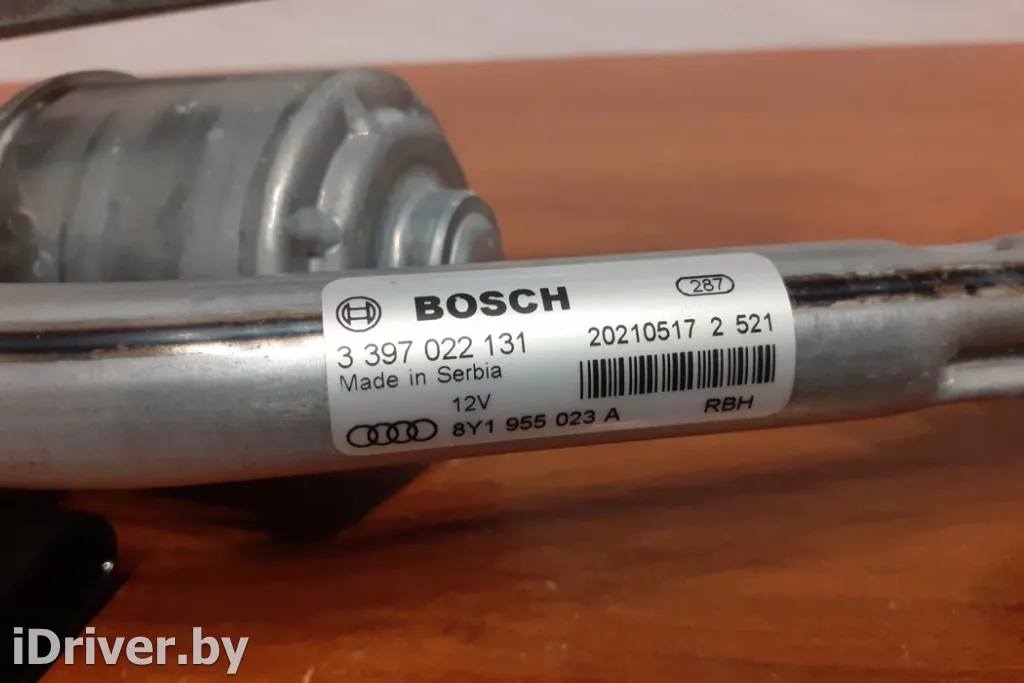 BOSCH
287
3 397 022 131
20210517 2 521
Made in Serbia
12V
RBH
8Y1 955 023 A
iDriver.by